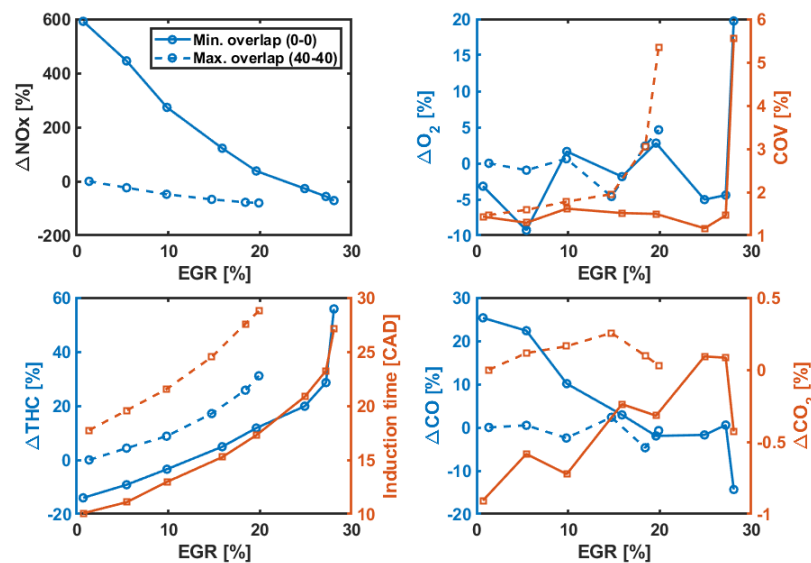 600
400
200
0
-200
ΔNOx [%]
Min. overlap (0-0)
Max. overlap (40-40)
0 10 20 30
EGR [%]
20
15
10
5
0
-5
-10
ΔO₂ [%]
6
5
4
3
2
1
COV [%]
0 10 20 30
EGR [%]
60
40
20
0
-20
ΔTHC [%]
30
25
20
15
10
Induction time [CAD]
0 10 20 30
EGR [%]
30
20
10
0
-10
-20
ΔCO [%]
0.5
0
-0.5
-1
ΔCO₂ [%]
0 10 20 30
EGR [%]